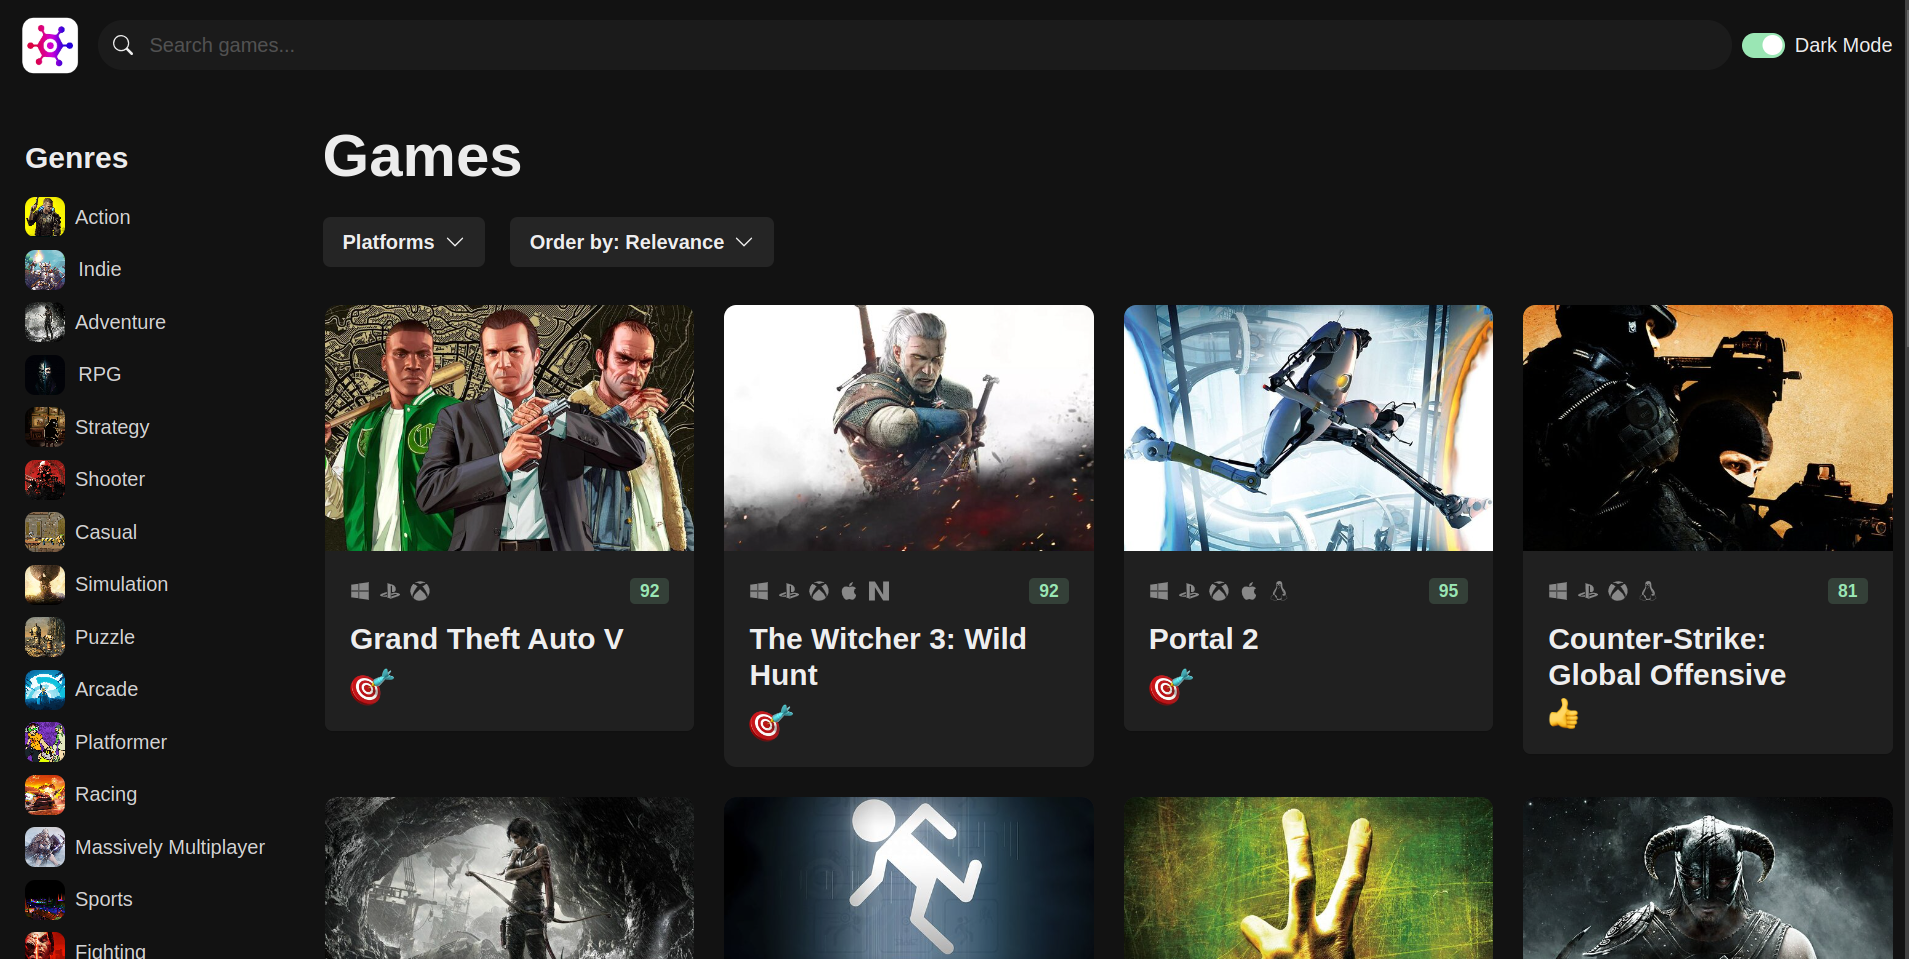 Search games...
Dark Mode
Genres
Action
Indie
Adventure
RPG
Strategy
Shooter
Casual
Simulation
Puzzle
Arcade
Platformer
Racing
Massively Multiplayer
Sports
Fighting
Games
Platforms
Order by: Relevance
92
Grand Theft Auto V
92
The Witcher 3: Wild
Hunt
95
Portal 2
81
Counter-Strike:
Global Offensive